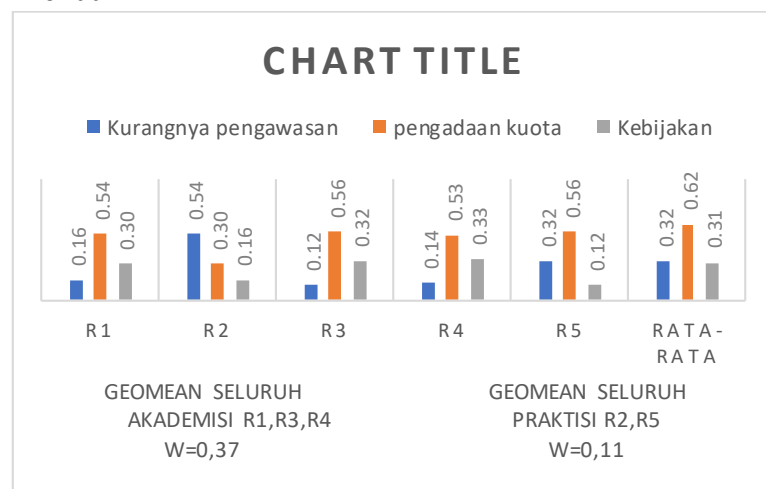 CHART TITLE
Kurangnya pengawasan pengadaan kuota Kebijakan
0.16 0.54 0.30 0.54 0.30 0.16 0.12 0.56 0.32 0.14 0.53 0.33 0.32 0.56 0.12 0.32 0.62 0.31
R1 R2 R3 R4 R5 RATA-
RATA
GEOMEAN SELURUH GEOMEAN SELURUH
AKADEMISI R1,R3,R4 PRAKTISI R2,R5
W=0,37 W=0,11